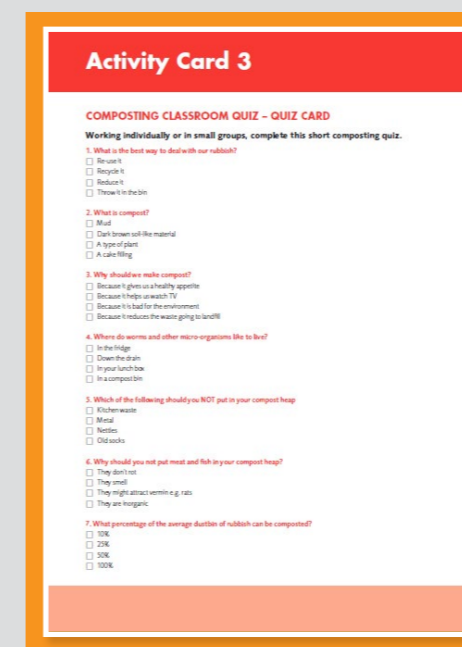 Activity Card 3
COMPOSTING CLASSROOM QUIZ – QUIZ CARD
Working individually or in small groups, complete this short composting quiz.
1. What is the best way to deal with our rubbish?
Re-use it
Recycle it
Reduce it
Throw it in the bin
2. What is compost?
Mud
Dark brown soil-like material
A type of plant
A cake filling
3. Why should we make compost?
Because it gives us a healthy appetite
Because it helps us watch TV
Because it is bad for the environment
Because it reduces the waste going to landfill
4. Where do worms and other micro-organisms like to live?
In the fridge
Down the drain
In your lunch box
In a compost bin
5. Which of the following should you NOT put in your compost heap
Kitchen waste
Metal
Nettles
Old socks
6. Why should you not put meat and fish in your compost heap?
They don't rot
They smell
They might attract vermin e.g. rats
They are inorganic
7. What percentage of the average dustbin of rubbish can be composted?
10%
25%
50%
100%